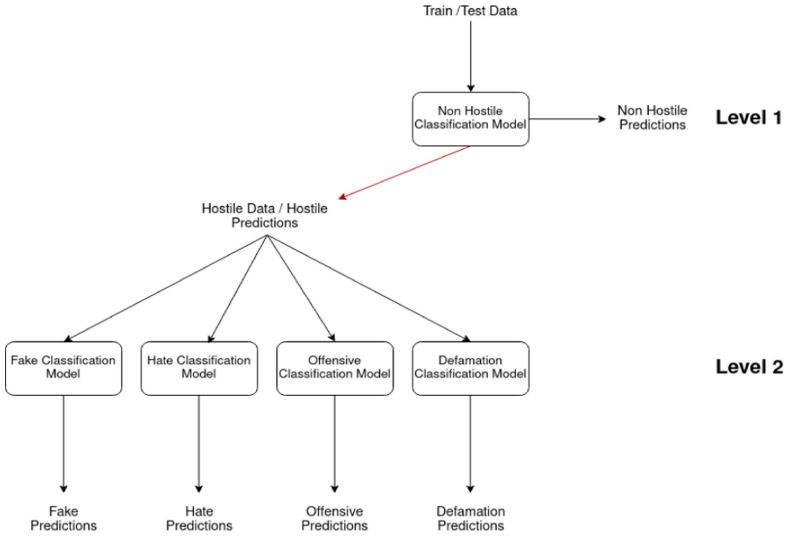 Train /Test Data
Non Hostile
Classification Model
Non Hostile
Predictions
Level 1
Hostile Data / Hostile
Predictions
Fake Classification
Model
Hate Classification
Model
Offensive
Classification Model
Defamation
Classification Model
Level 2
Fake
Predictions
Hate
Predictions
Offensive
Predictions
Defamation
Predictions